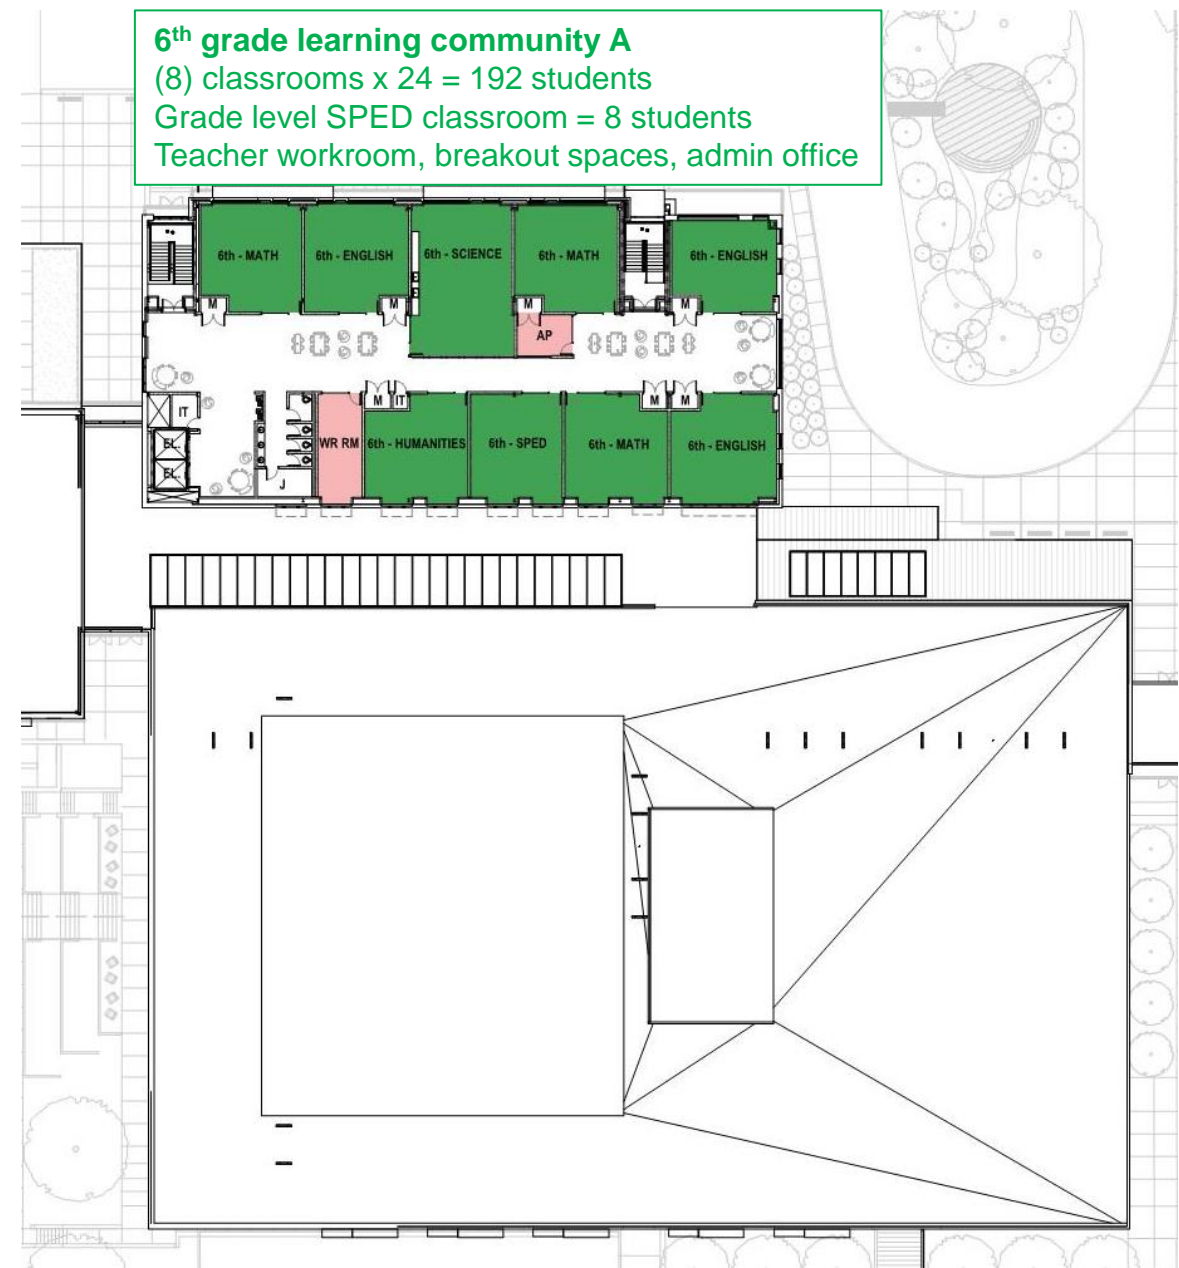 6th grade learning community A
(8) classrooms x 24 = 192 students
Grade level SPED classroom = 8 students
Teacher workroom, breakout spaces, admin office
6th - MATH
6th - ENGLISH
6th - SCIENCE
6th - MATH
6th - ENGLISH
M
M
M
M
AP
IT
M
IT
M
M
EL.
EL.
WR RM
6th - HUMANITIES
6th - SPED
6th - MATH
6th - ENGLISH
J